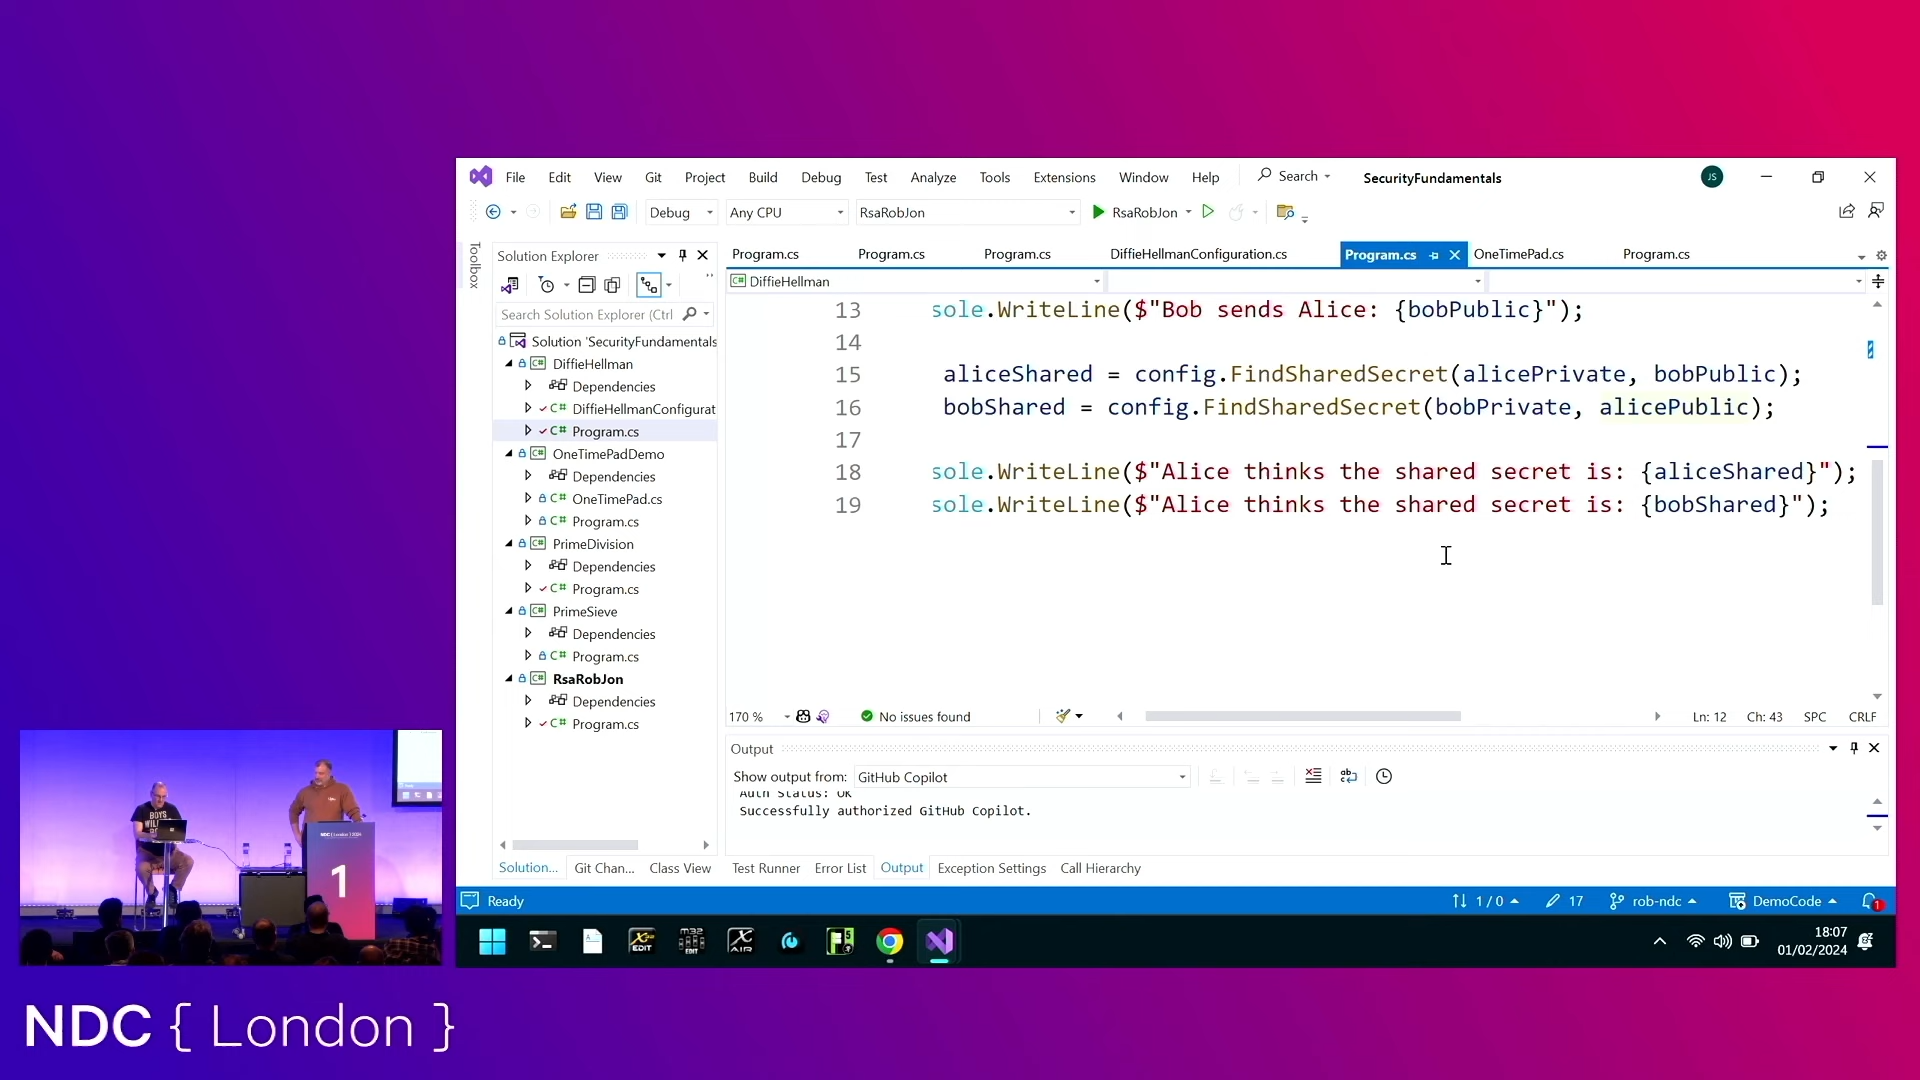 File Edit View Git Project Build Debug Test Analyze Tools Extensions Window Help Search SecurityFundamentals JS
Debug Any CPU RsaRobJon RsaRobJon
Toolbox
Solution Explorer
Search Solution Explorer (Ctrl
Solution 'SecurityFundamentals
DiffieHellman
Dependencies
C# DiffieHellmanConfigurat
C# Program.cs
OneTimePadDemo
Dependencies
C# OneTimePad.cs
C# Program.cs
PrimeDivision
Dependencies
C# Program.cs
PrimeSieve
Dependencies
C# Program.cs
RsaRobJon
Dependencies
C# Program.cs
Solution... Git Chan... Class View
Program.cs Program.cs Program.cs DiffieHellmanConfiguration.cs Program.cs OneTimePad.cs Program.cs
DiffieHellman
13 sole.WriteLine($"Bob sends Alice: {bobPublic}");
14
15 aliceShared = config.FindSharedSecret(alicePrivate, bobPublic);
16 bobShared = config.FindSharedSecret(bobPrivate, alicePublic);
17
18 sole.WriteLine($"Alice thinks the shared secret is: {aliceShared}");
19 sole.WriteLine($"Alice thinks the shared secret is: {bobShared}");
170 % No issues found Ln: 12 Ch: 43 SPC CRLF
Output
Show output from: GitHub Copilot
Auth Status: OK
Successfully authorized GitHub Copilot.
Test Runner Error List Output Exception Settings Call Hierarchy
Ready 1 / 0 17 rob-ndc DemoCode 1
18:07
01/02/2024
1
NDC { London }